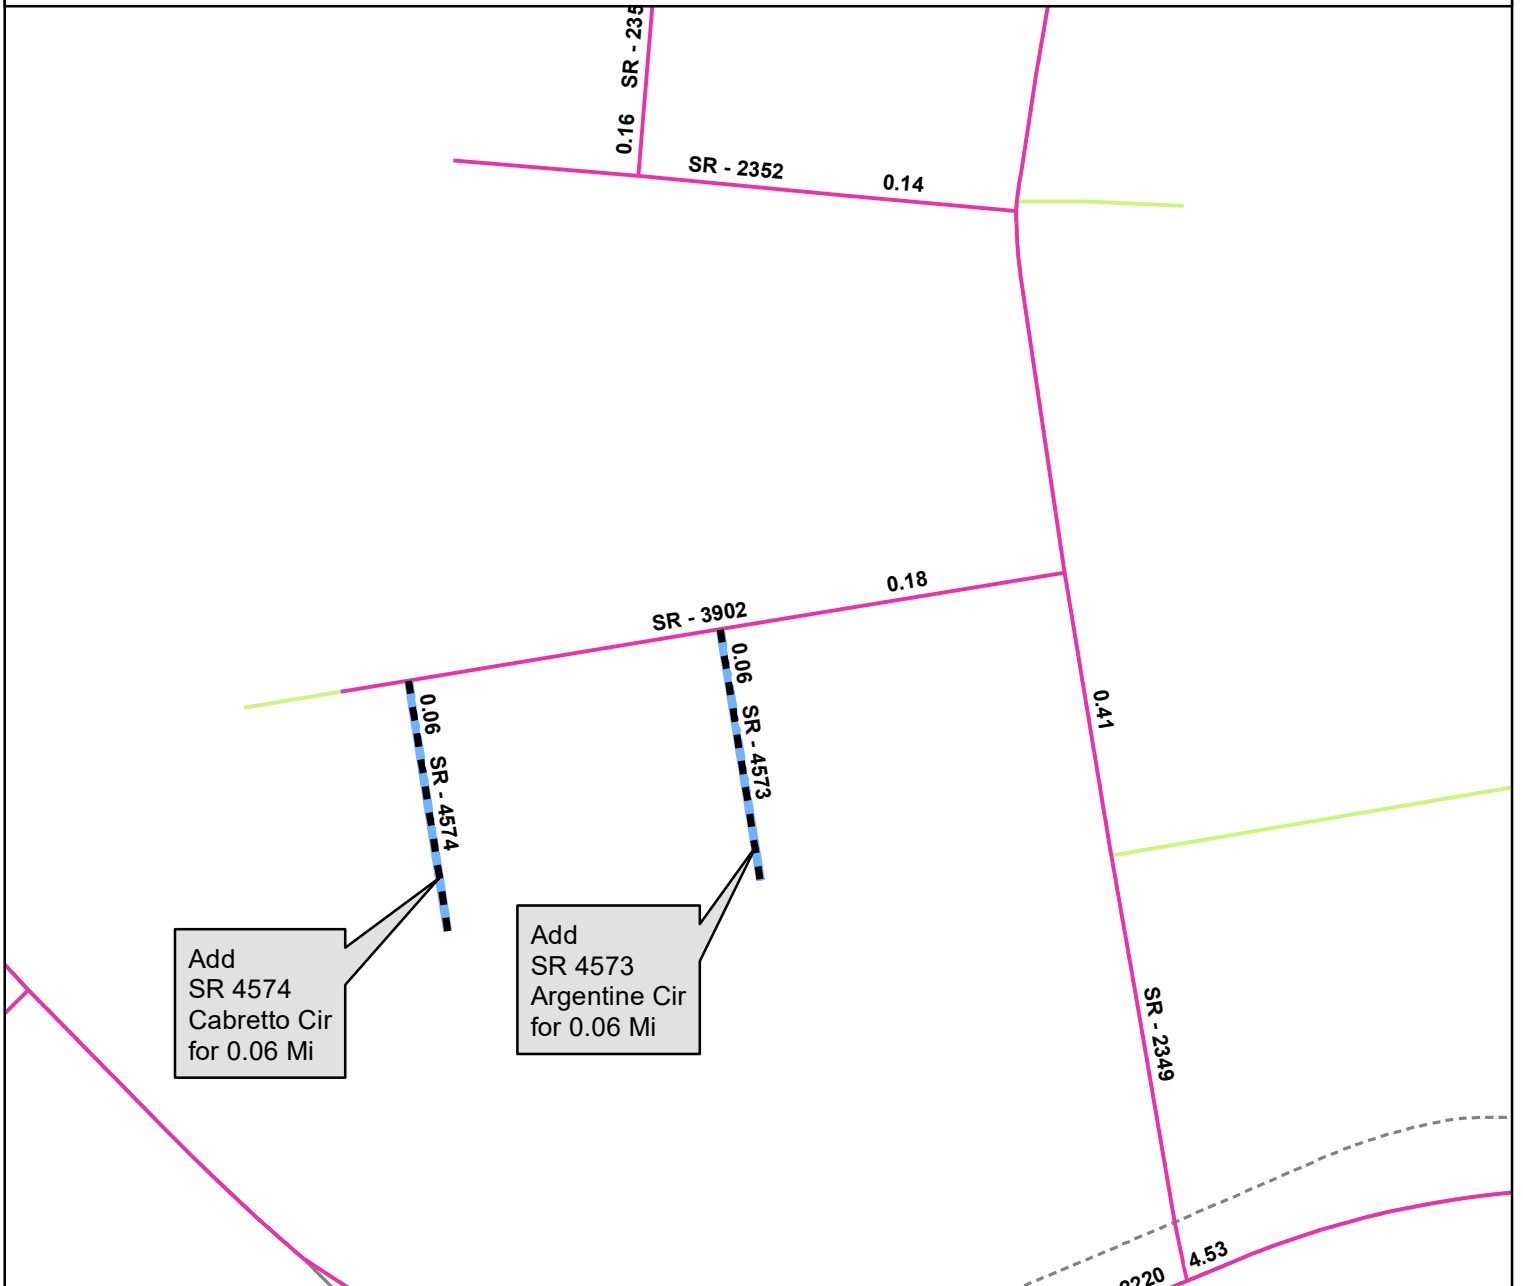 SR - 235
0.16
SR - 2352
0.14
0.18
SR - 3902
0.06
SR - 4573
0.06
SR - 4574
0.41
Add
SR 4574
Cabretto Cir
for 0.06 Mi
Add
SR 4573
Argentine Cir
for 0.06 Mi
SR - 2349
4.53
2220